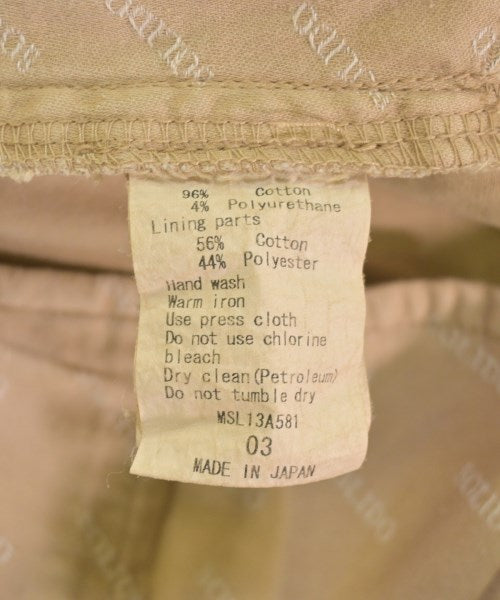 96% Cotton
4% Polyurethane
Lining parts
56% Cotton
44% Polyester
Hand wash
Warm iron
Use press cloth
Do not use chlorine
bleach
Dry clean(Petroleum)
Do not tumble dry
MSL13A581
03
MADE IN JAPAN